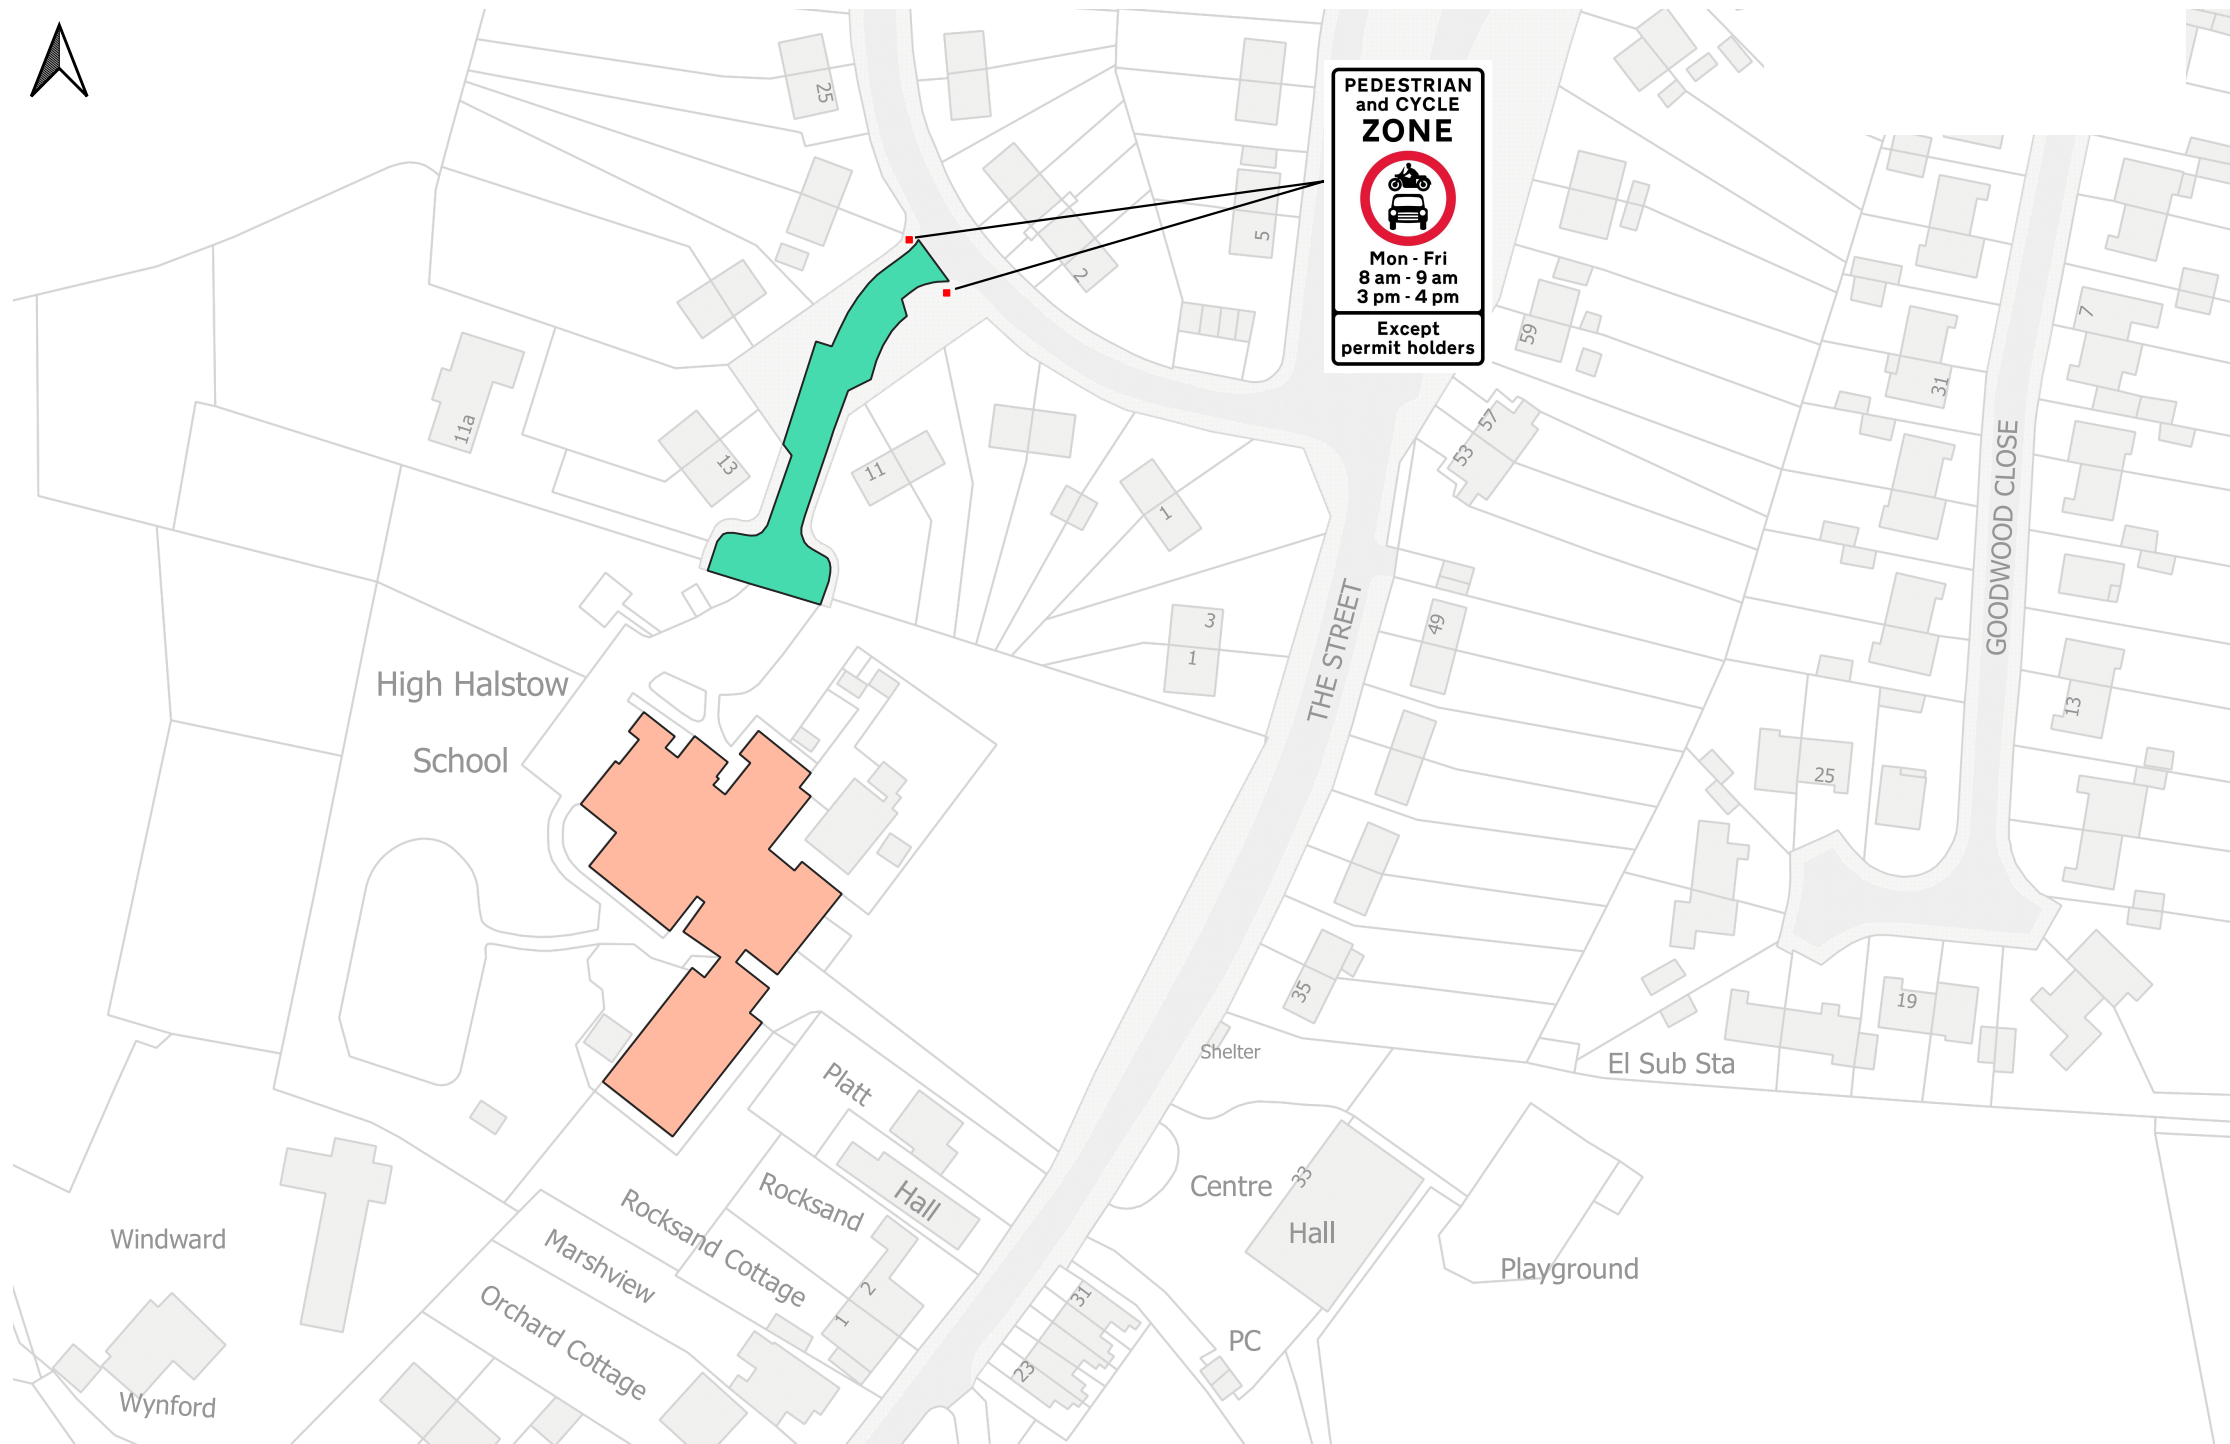 PEDESTRIAN
and CYCLE
ZONE
Mon - Fri
8 am - 9 am
3 pm - 4 pm
Except
permit holders
25
2
5
59
7
31
57
53
11a
13
11
1
GOODWOOD CLOSE
THE STREET
49
3
1
High Halstow
School
13
25
35
19
Shelter
El Sub Sta
Platt
Rocksand
Hall
Rocksand Cottage
Marshview
Orchard Cottage
2
1
Centre
33
Hall
Playground
Windward
Wynford
31
23
PC